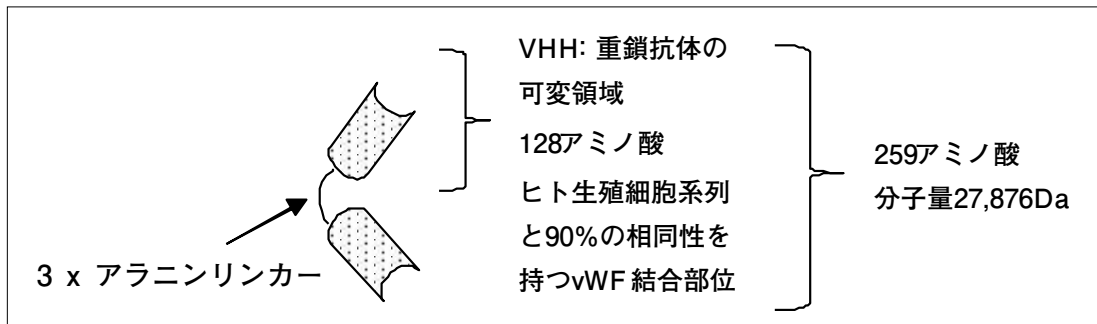 VHH: 重鎖抗体の
可変領域
128アミノ酸
ヒト生殖細胞系列
と90%の相同性を
持つvWF 結合部位
259アミノ酸
分子量27,876Da
3 x アラニンリンカー